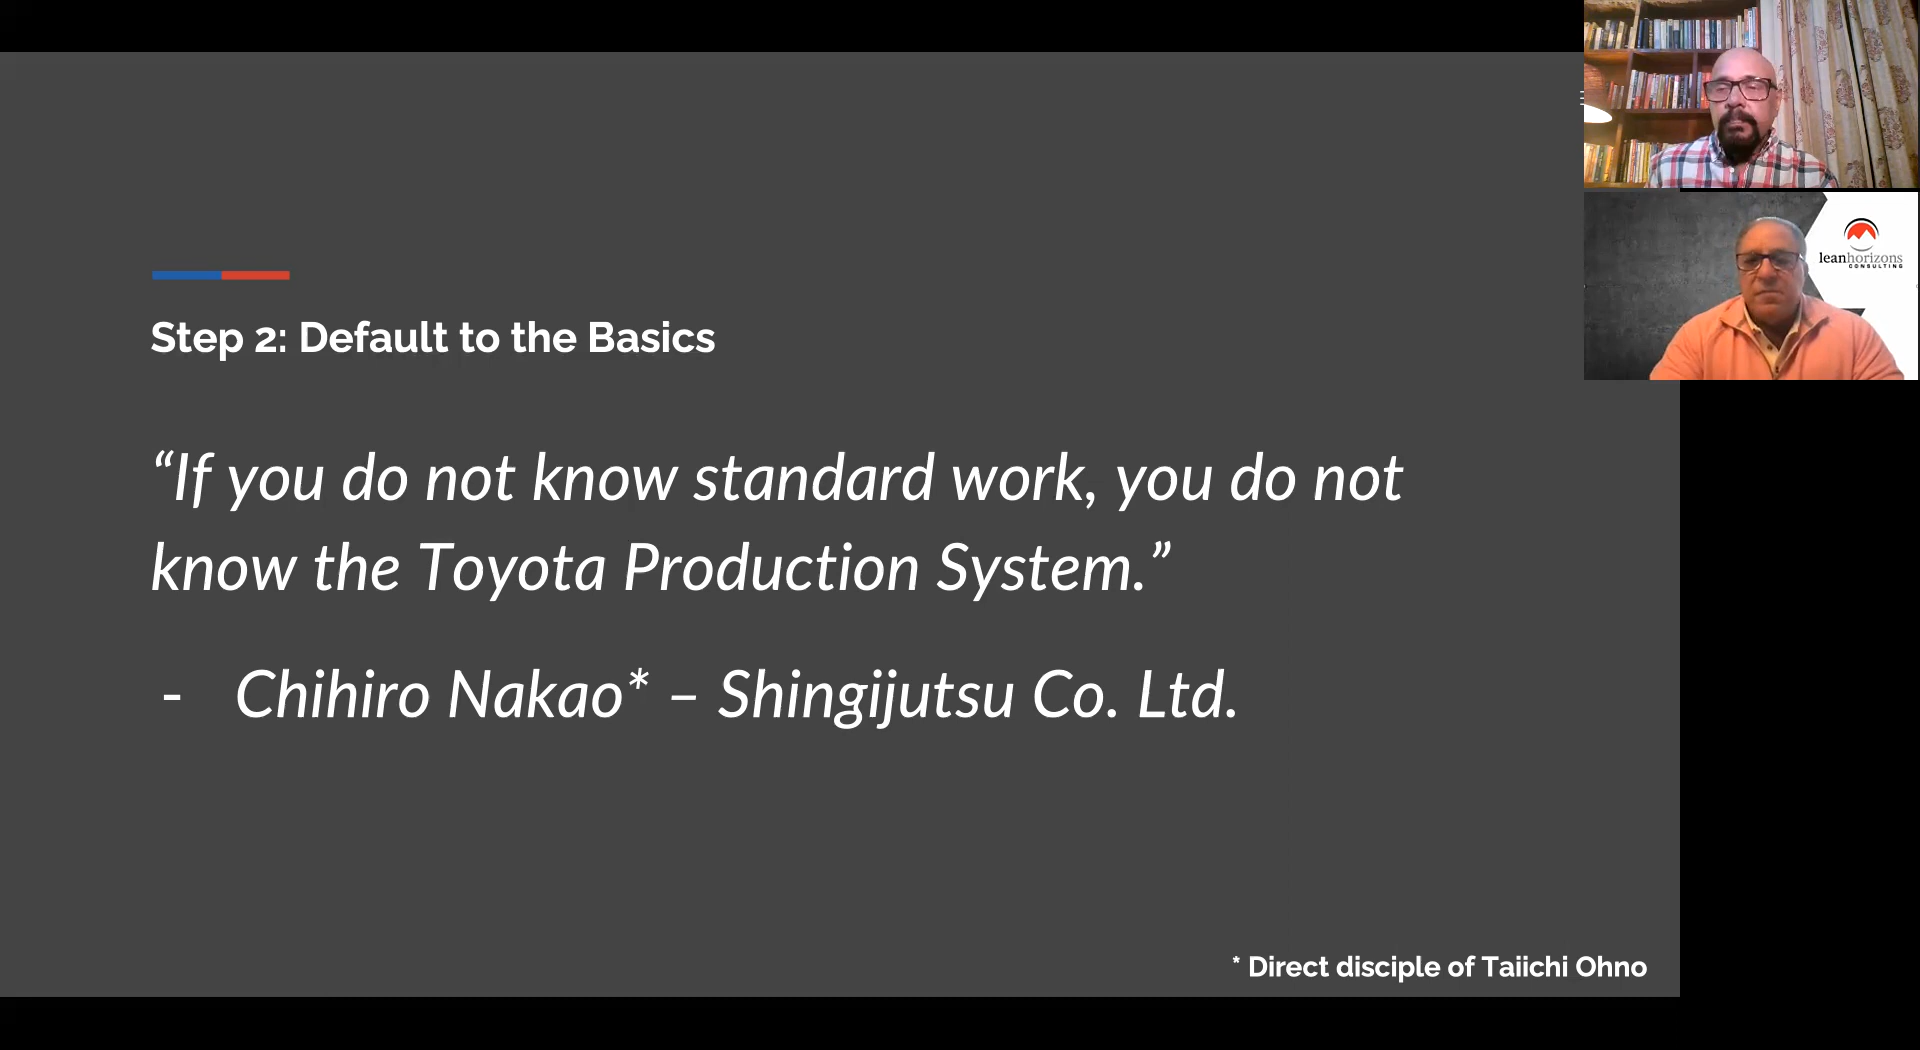 Step 2: Default to the Basics
“If you do not know standard work, you do not
know the Toyota Production System.”
- Chihiro Nakao* – Shingijutsu Co. Ltd.
* Direct disciple of Taiichi Ohno
leanhorizons
CONSULTING